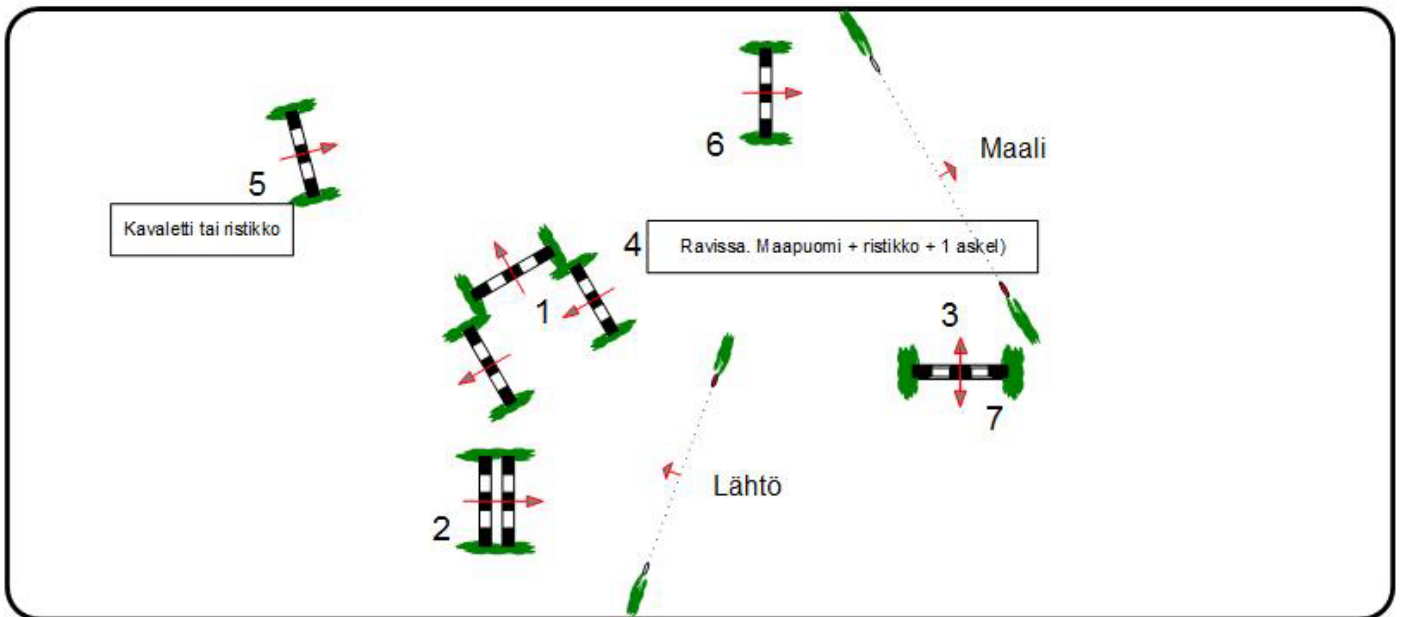 6
Maali
5
Kavaletti tai ristikko
4
Ravissa. Maapuomi + ristikko + 1 askel)
1
3
7
Lähtö
2